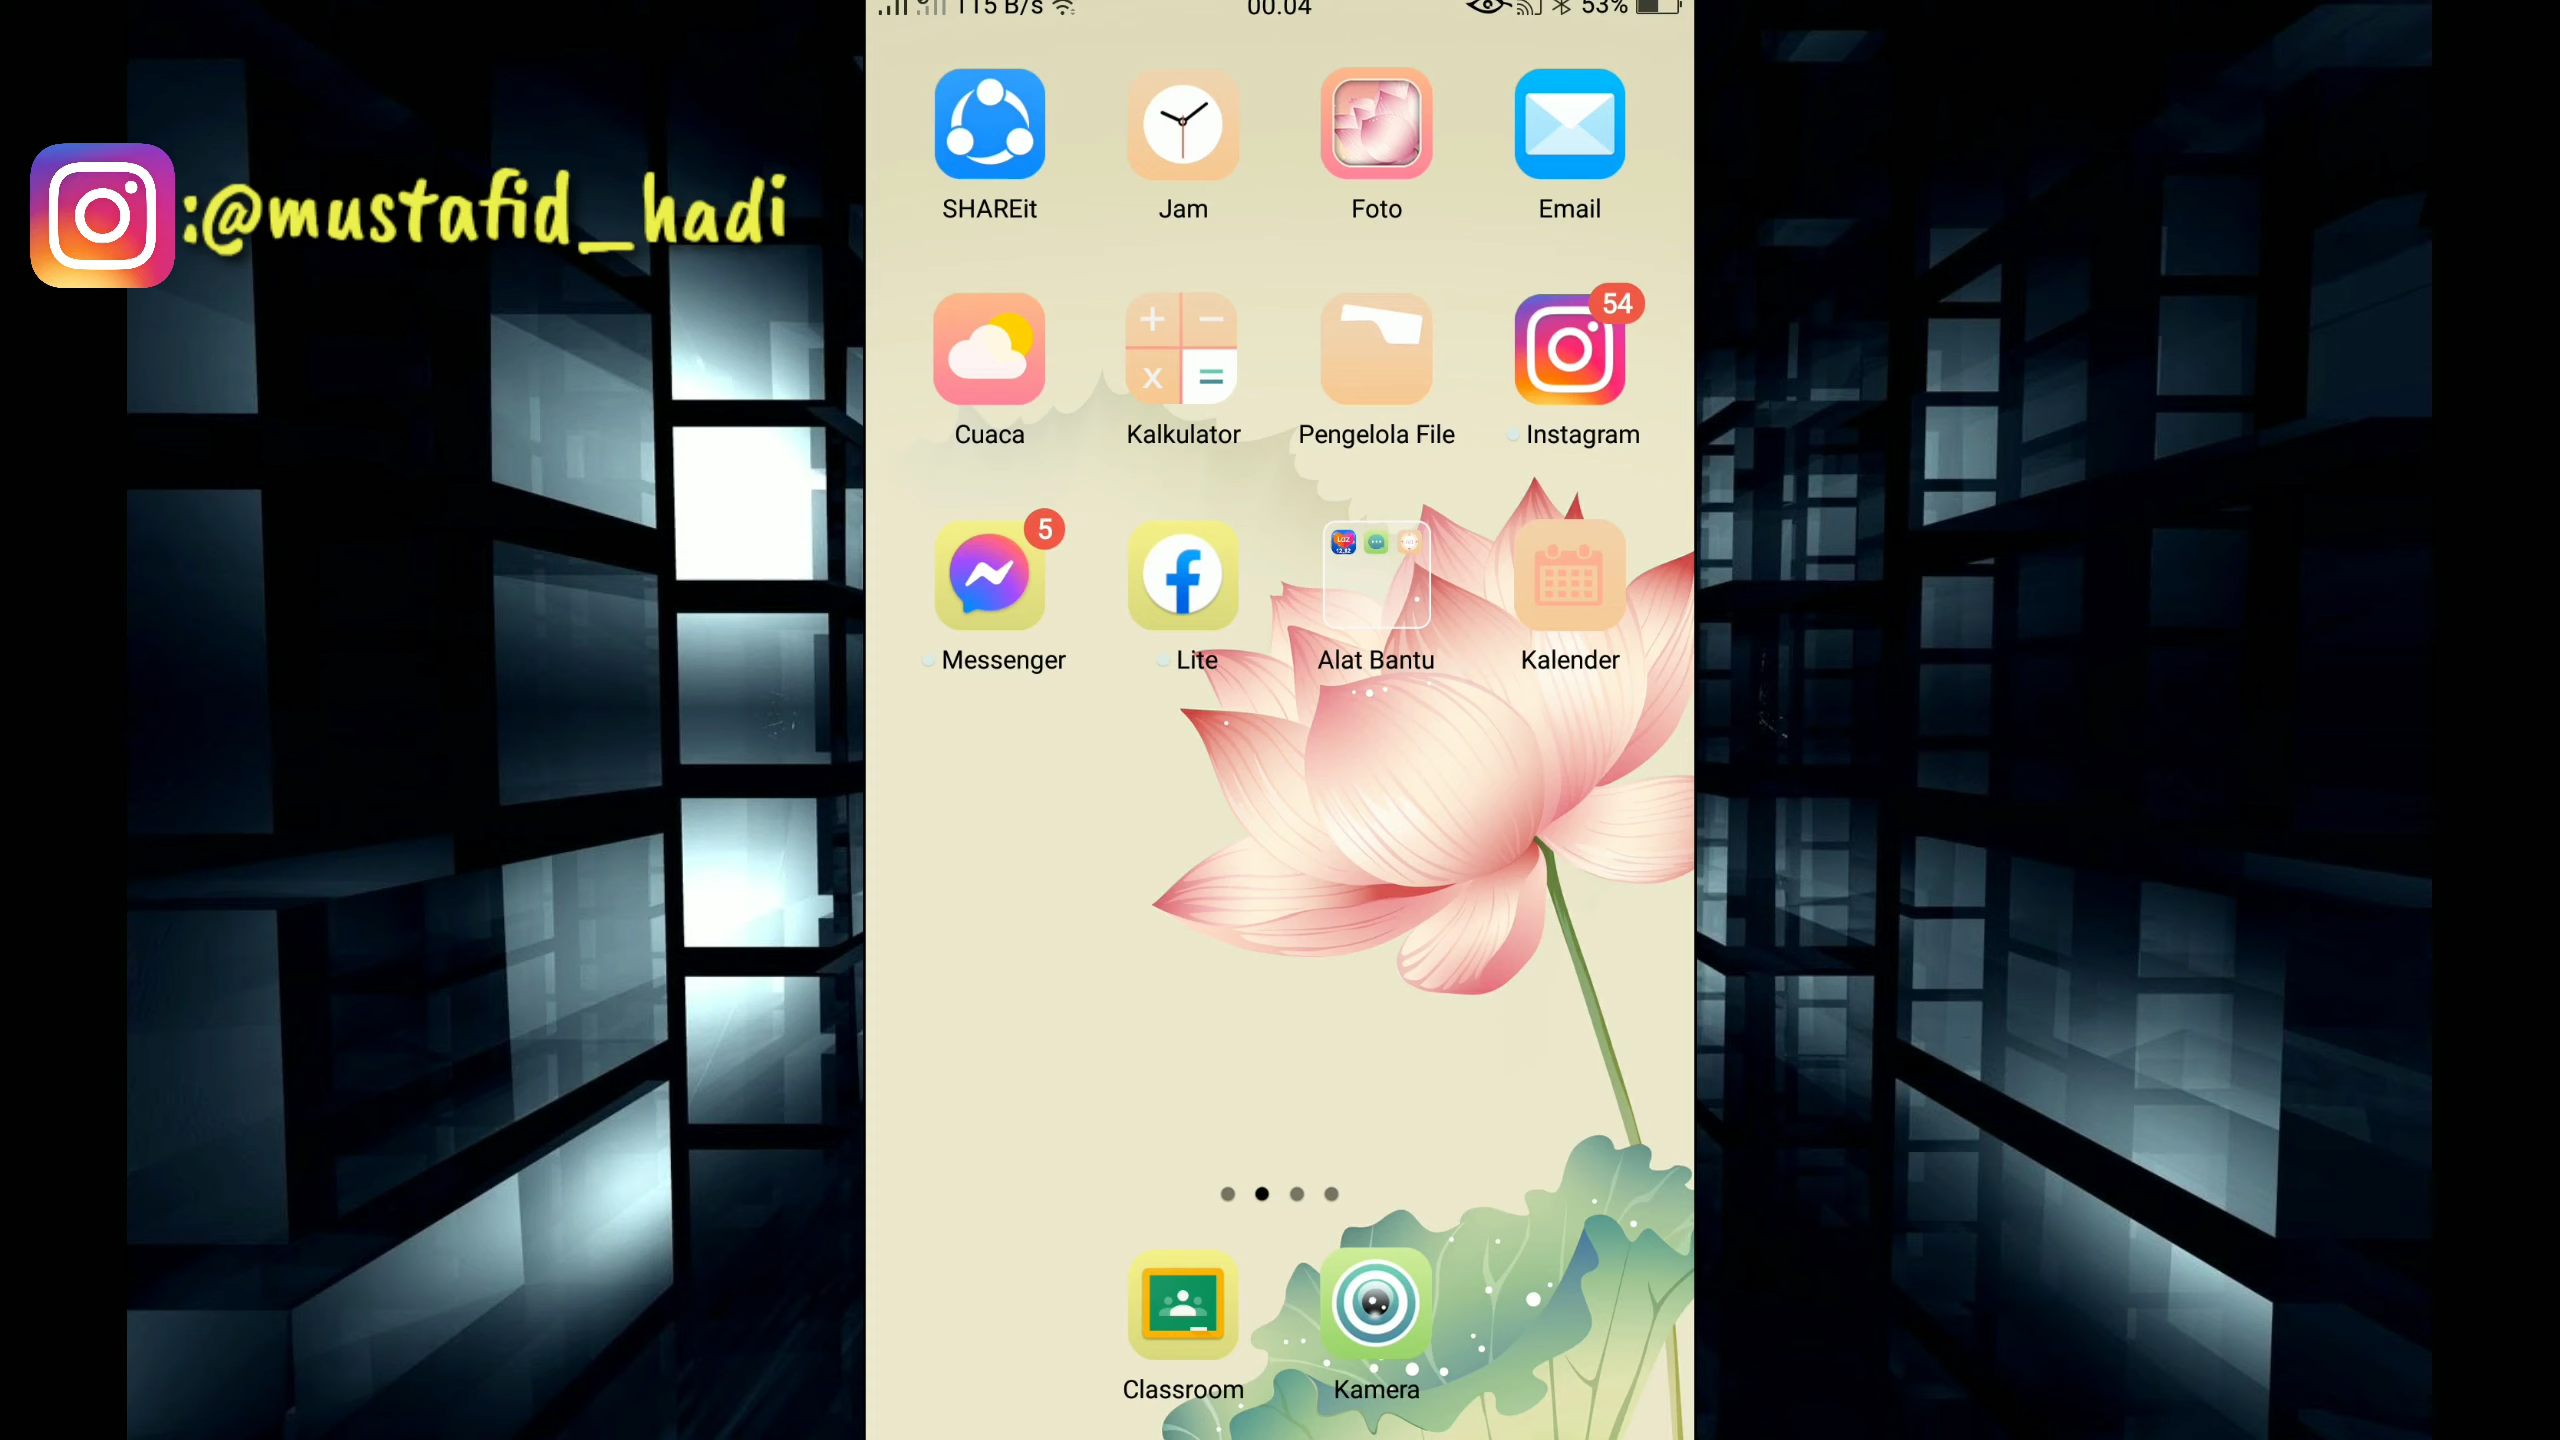 115 B/s 00.04 53%
:@mustafid_hadi
SHAREit Jam Foto Email
54
Cuaca Kalkulator Pengelola File Instagram
5
Messenger Lite Alat Bantu Kalender
Classroom Kamera